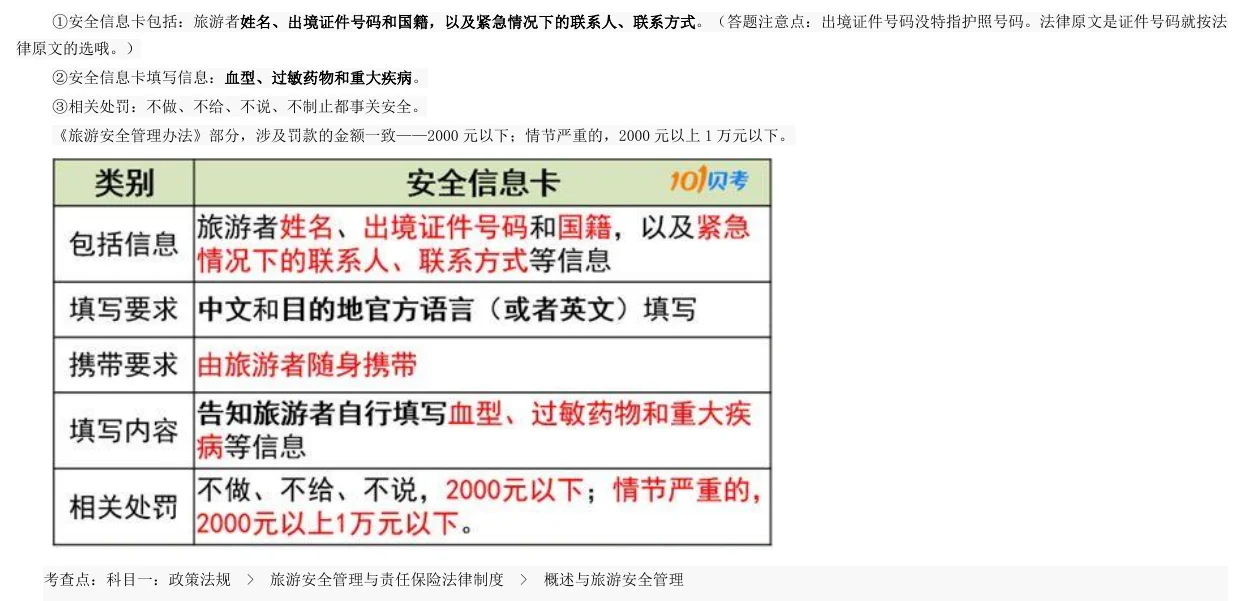 ①安全信息卡包括：旅游者姓名、出境证件号码和国籍，以及紧急情况下的联系人、联系方式。（答题注意点：出境证件号码没特指护照号码。法律原文是证件号码就按法
律原文的选哦。）
②安全信息卡填写信息：血型、过敏药物和重大疾病。
③相关处罚：不做、不给、不说、不制止都事关安全。
《旅游安全管理办法》部分，涉及罚款的金额一致——2000 元以下；情节严重的，2000 元以上 1 万元以下。
类别 安全信息卡 101贝考
包括信息 旅游者姓名、出境证件号码和国籍，以及紧急
情况下的联系人、联系方式等信息
填写要求 中文和目的地官方语言（或者英文）填写
携带要求 由旅游者随身携带
填写内容 告知旅游者自行填写血型、过敏药物和重大疾
病等信息
相关处罚 不做、不给、不说，2000元以下；情节严重的，
2000元以上1万元以下。
考查点：科目一：政策法规 > 旅游安全管理与责任保险法律制度 > 概述与旅游安全管理